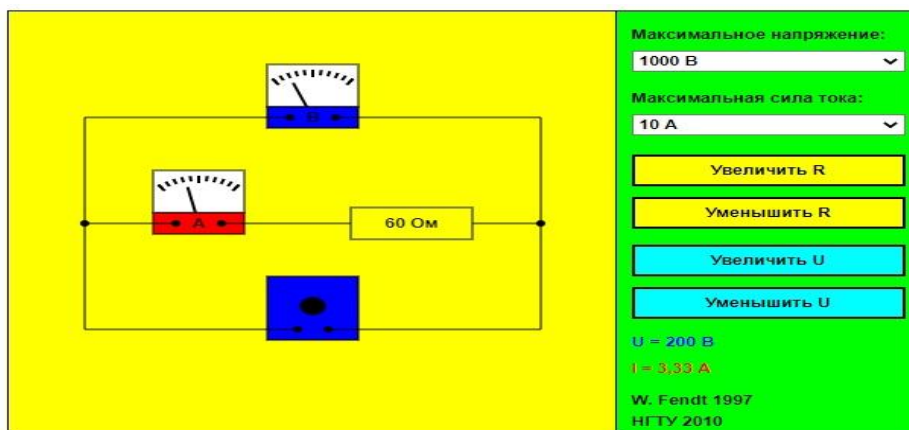 В
А
60 Ом
Максимальное напряжение:
1000 В
Максимальная сила тока:
10 А
Увеличить R
Уменьшить R
Увеличить U
Уменьшить U
U = 200 В
I = 3,33 А
W. Fendt 1997
НГТУ 2010